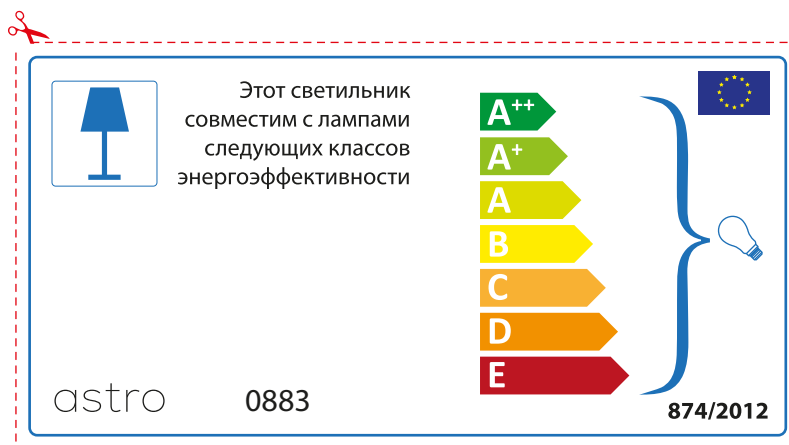 Этот светильник
совместим с лампами
следующих классов
энергоэффективности
A++
A+
A
B
C
D
E
astro
0883
874/2012